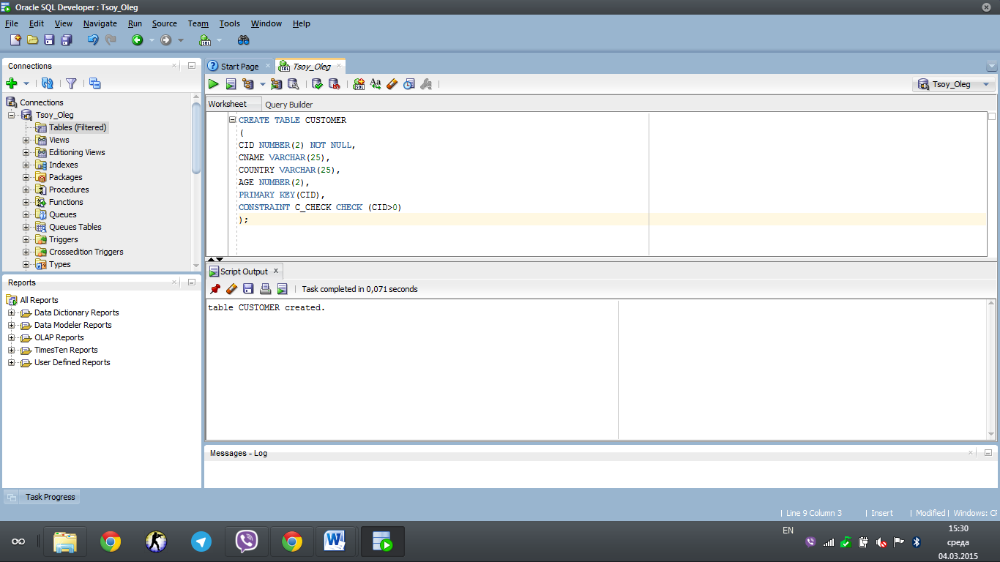 Oracle SQL Developer : Tsoy_Oleg
File Edit View Navigate Run Source Team Tools Window Help
Connections
Connections
Tsoy_Oleg
Tables (Filtered)
Views
Editioning Views
Indexes
Packages
Procedures
Functions
Queues
Queues Tables
Triggers
Crossedition Triggers
Types
Reports
All Reports
Data Dictionary Reports
Data Modeler Reports
OLAP Reports
TimesTen Reports
User Defined Reports
Start Page Tsoy_Oleg
Tsoy_Oleg
Worksheet Query Builder
CREATE TABLE CUSTOMER
(
CID NUMBER(2) NOT NULL,
CNAME VARCHAR(25),
COUNTRY VARCHAR(25),
AGE NUMBER(2),
PRIMARY KEY(CID),
CONSTRAINT C_CHECK CHECK (CID>0)
);
Script Output
Task completed in 0,071 seconds
table CUSTOMER created.
Messages - Log
Task Progress
Line 9 Column 3 Insert Modified Windows: CF
EN
15:30
среда
04.03.2015